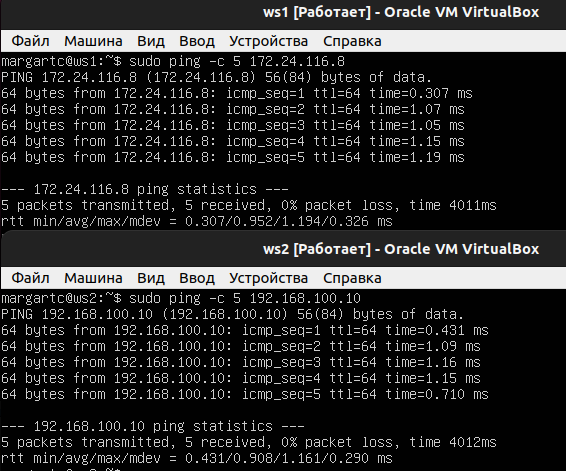 ws1 [Работает] - Oracle VM VirtualBox
Файл Машина Вид Ввод Устройства Справка
margartc@ws1:~$ sudo ping -c 5 172.24.116.8
PING 172.24.116.8 (172.24.116.8) 56(84) bytes of data.
64 bytes from 172.24.116.8: icmp_seq=1 ttl=64 time=0.307 ms
64 bytes from 172.24.116.8: icmp_seq=2 ttl=64 time=1.07 ms
64 bytes from 172.24.116.8: icmp_seq=3 ttl=64 time=1.05 ms
64 bytes from 172.24.116.8: icmp_seq=4 ttl=64 time=1.15 ms
64 bytes from 172.24.116.8: icmp_seq=5 ttl=64 time=1.19 ms
--- 172.24.116.8 ping statistics ---
5 packets transmitted, 5 received, 0% packet loss, time 4011ms
rtt min/avg/max/mdev = 0.307/0.952/1.194/0.326 ms
ws2 [Работает] - Oracle VM VirtualBox
Файл Машина Вид Ввод Устройства Справка
margartc@ws2:~$ sudo ping -c 5 192.168.100.10
PING 192.168.100.10 (192.168.100.10) 56(84) bytes of data.
64 bytes from 192.168.100.10: icmp_seq=1 ttl=64 time=0.431 ms
64 bytes from 192.168.100.10: icmp_seq=2 ttl=64 time=1.09 ms
64 bytes from 192.168.100.10: icmp_seq=3 ttl=64 time=1.16 ms
64 bytes from 192.168.100.10: icmp_seq=4 ttl=64 time=1.15 ms
64 bytes from 192.168.100.10: icmp_seq=5 ttl=64 time=0.710 ms
--- 192.168.100.10 ping statistics ---
5 packets transmitted, 5 received, 0% packet loss, time 4012ms
rtt min/avg/max/mdev = 0.431/0.908/1.161/0.290 ms